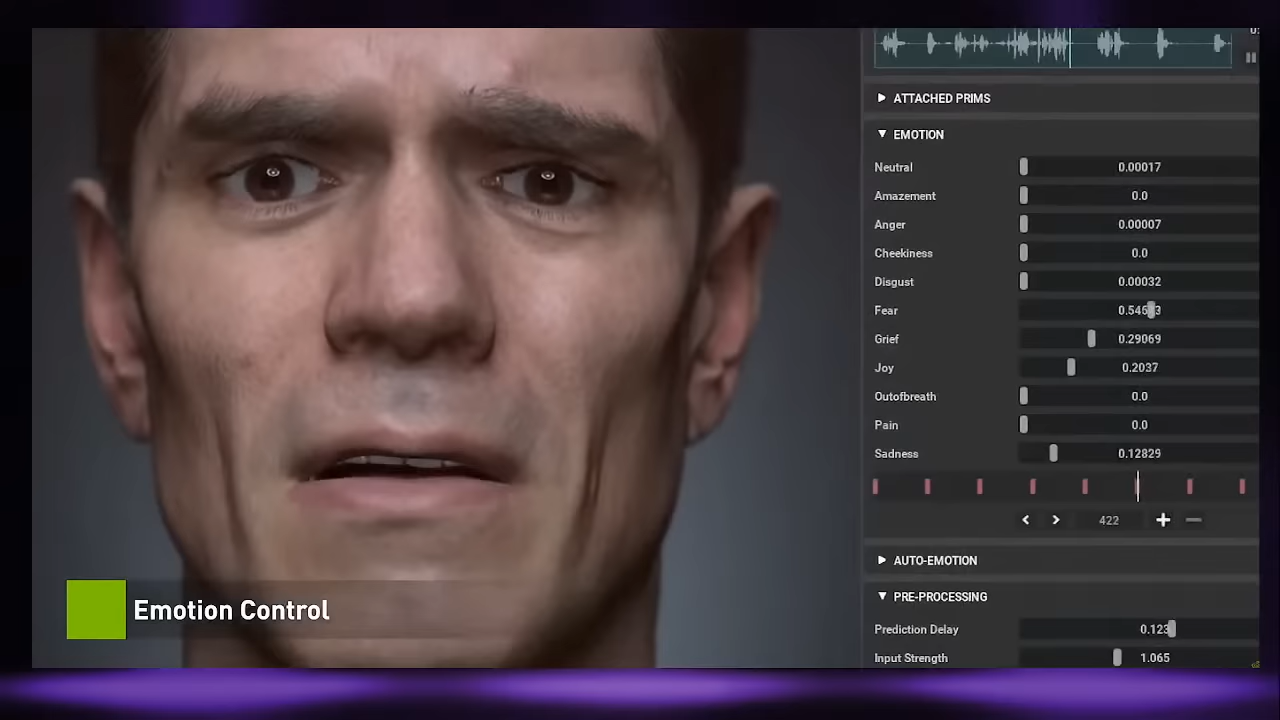 ATTACHED PRIMS
EMOTION
Neutral 0.00017
Amazement 0.0
Anger 0.00007
Cheekiness 0.0
Disgust 0.00032
Fear
Grief 0.29069
Joy 0.2037
Outofbreath 0.0
Pain 0.0
Sadness 0.12829
< > 422 + −
AUTO-EMOTION
Emotion Control
PRE-PROCESSING
Prediction Delay 0.123
Input Strength 1.065